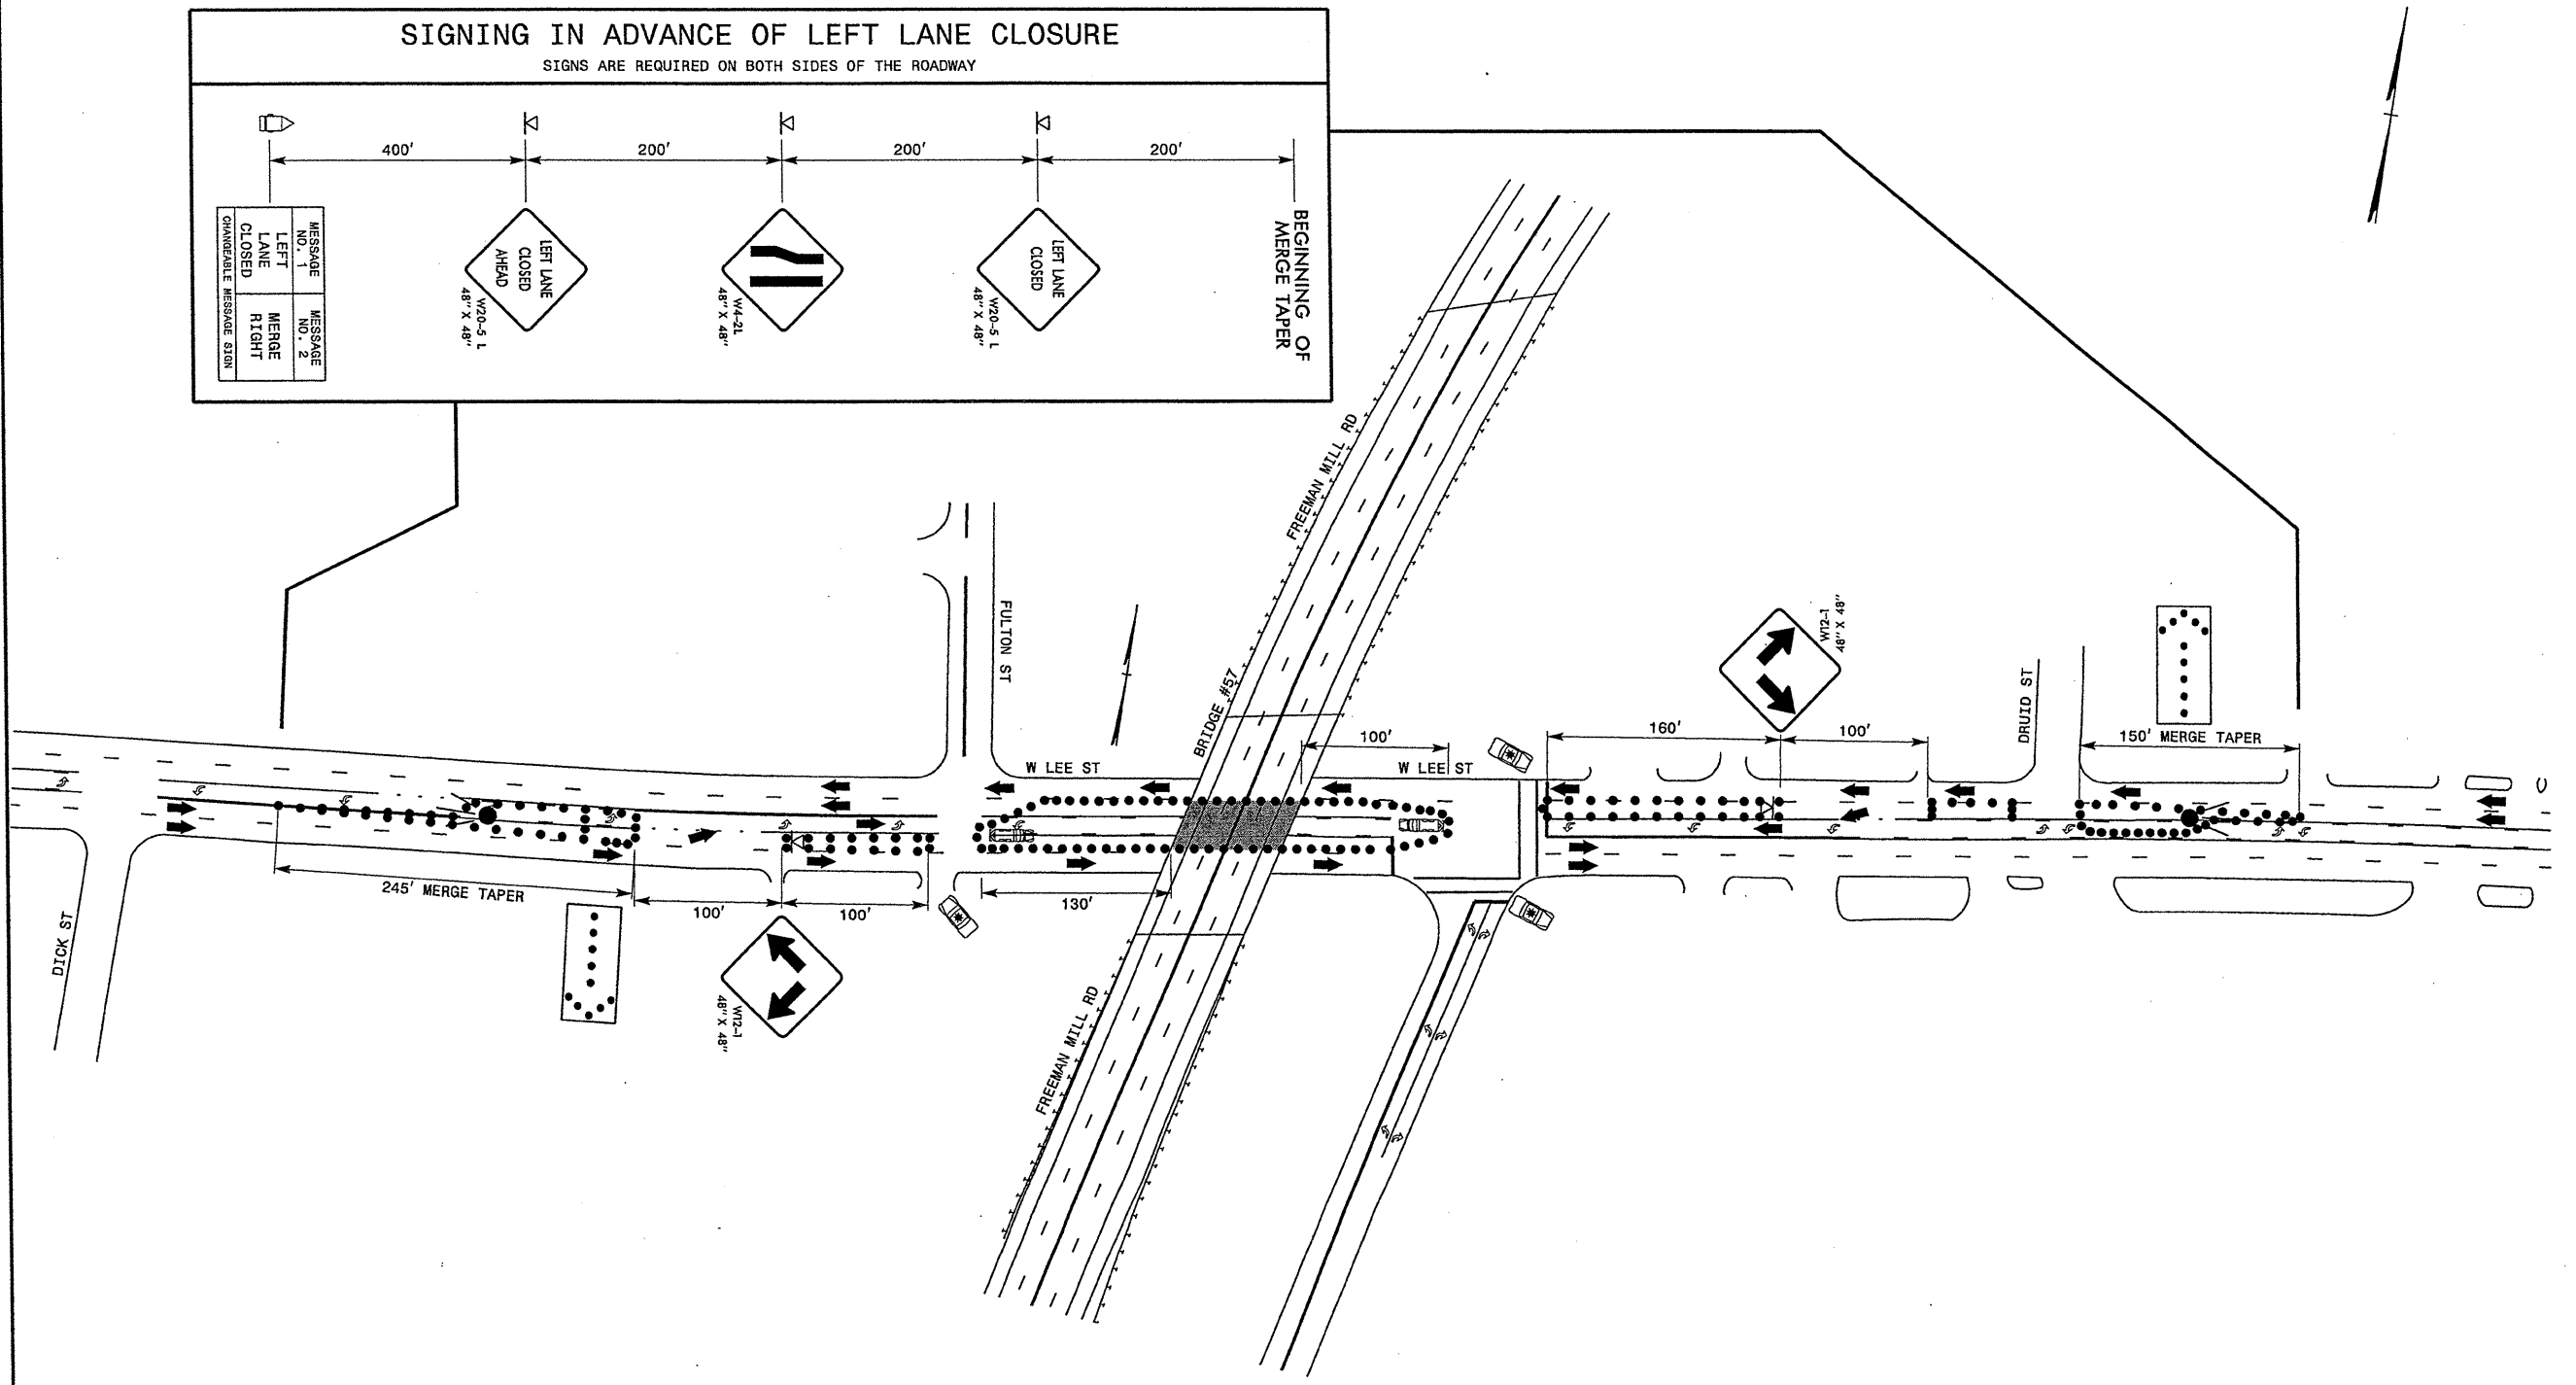 SIGNING IN ADVANCE OF LEFT LANE CLOSURE
SIGNS ARE REQUIRED ON BOTH SIDES OF THE ROADWAY
400'
200'
200'
200'
MESSAGE NO. 1
MESSAGE NO. 2
LEFT
LANE
CLOSED
MERGE
RIGHT
CHANGEABLE MESSAGE SIGN
LEFT LANE
CLOSED
AHEAD
W20-5 L
48" X 48"
W4-2L
48" X 48"
LEFT LANE
CLOSED
W20-5 L
48" X 48"
BEGINNING OF
MERGE TAPER
FREEMAN MILL RD
BRIDGE #57
FULTON ST
W12-1
48" X 48"
DRUID ST
160'
100'
150' MERGE TAPER
100'
W LEE ST
W LEE ST
245' MERGE TAPER
100'
100'
130'
DICK ST
W12-1
48" X 48"
FREEMAN MILL RD